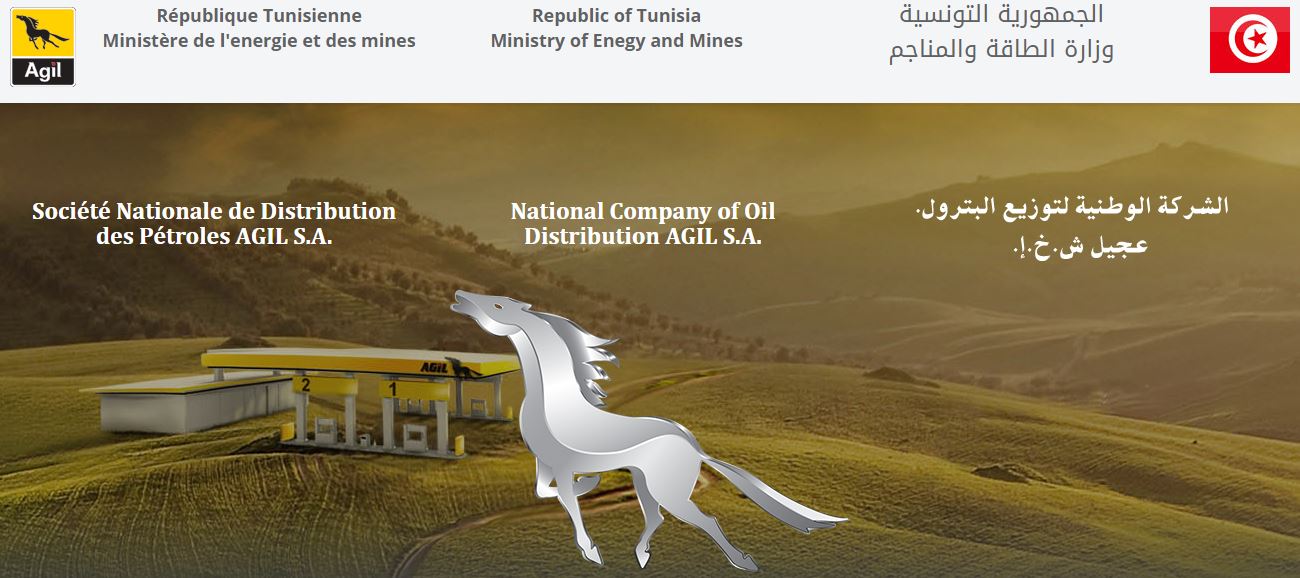 Agil
République Tunisienne
Ministère de l'energie et des mines
Republic of Tunisia
Ministry of Enegy and Mines
الجمهورية التونسية
وزارة الطاقة والمناجم
Société Nationale de Distribution
des Pétroles AGIL S.A.
National Company of Oil
Distribution AGIL S.A.
الشركة الوطنية لتوزيع البترول.
عجيل ش.خ.إ.
AGIL
2
1